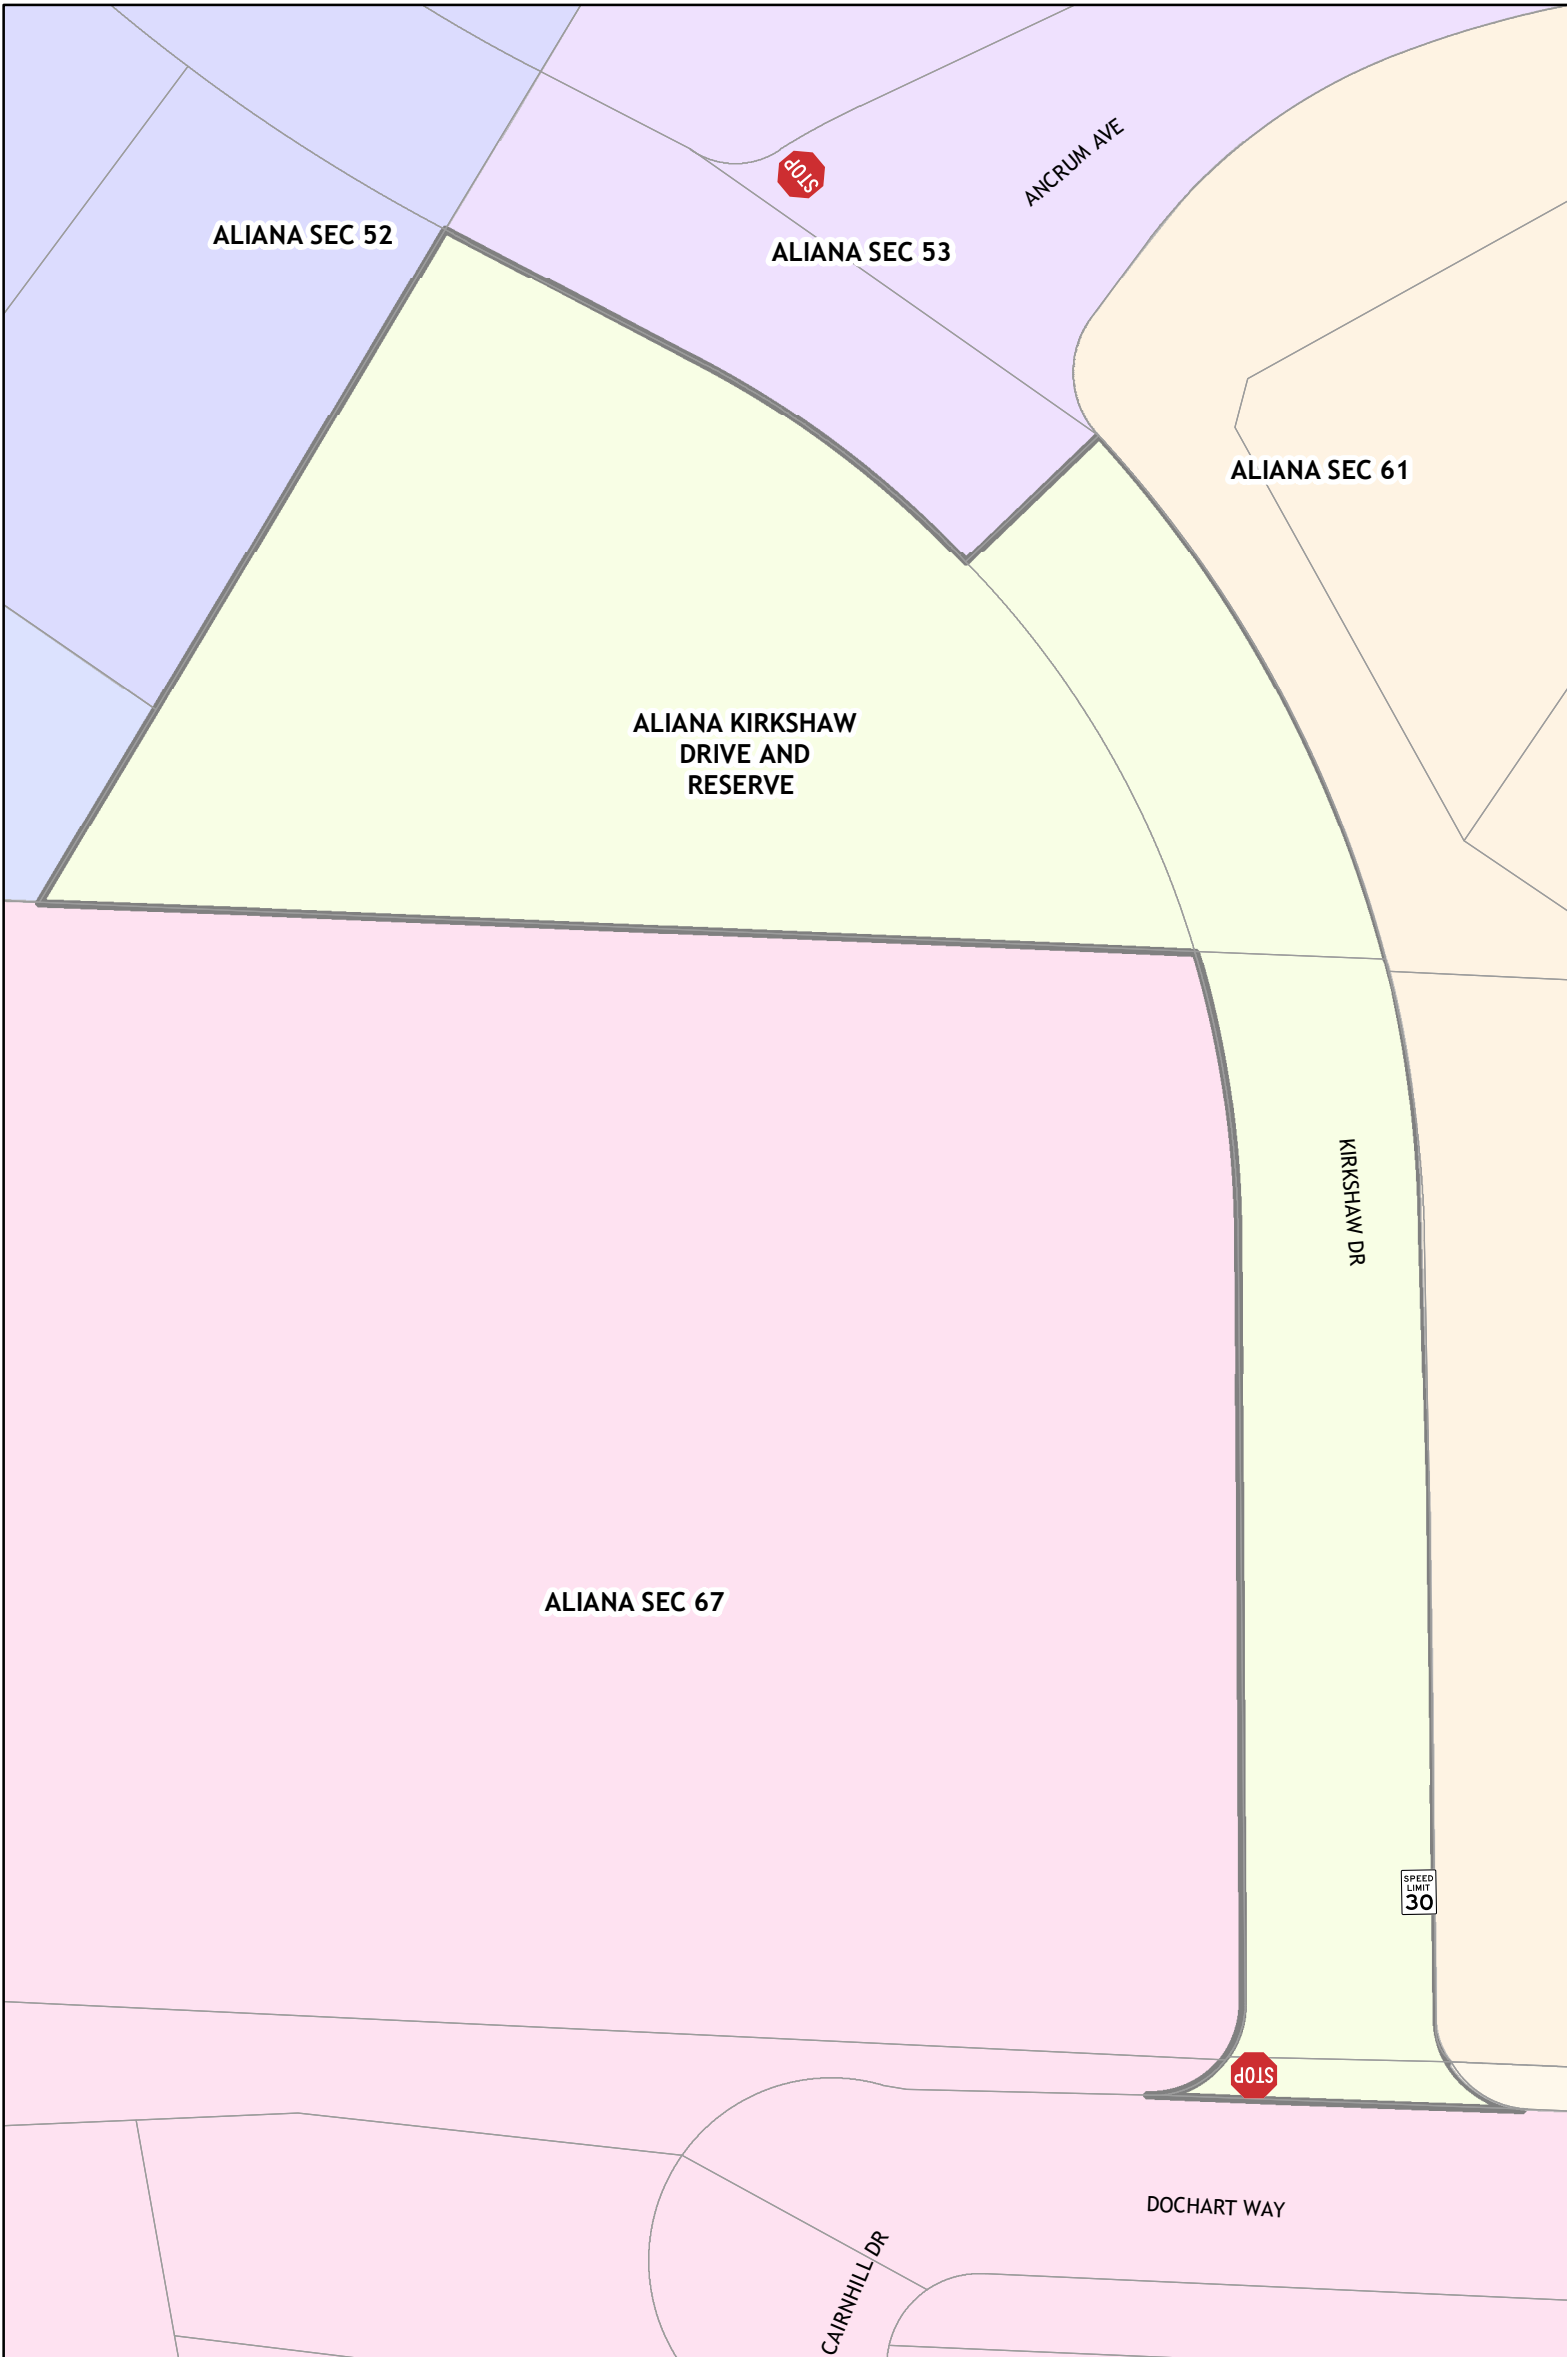 ANCRUM AVE
STOP
ALIANA SEC 52
ALIANA SEC 53
ALIANA SEC 61
ALIANA KIRKSHAW
DRIVE AND
RESERVE
KIRKSHAW DR
ALIANA SEC 67
SPEED
LIMIT
30
STOP
DOCHART WAY
CAIRNHILL DR